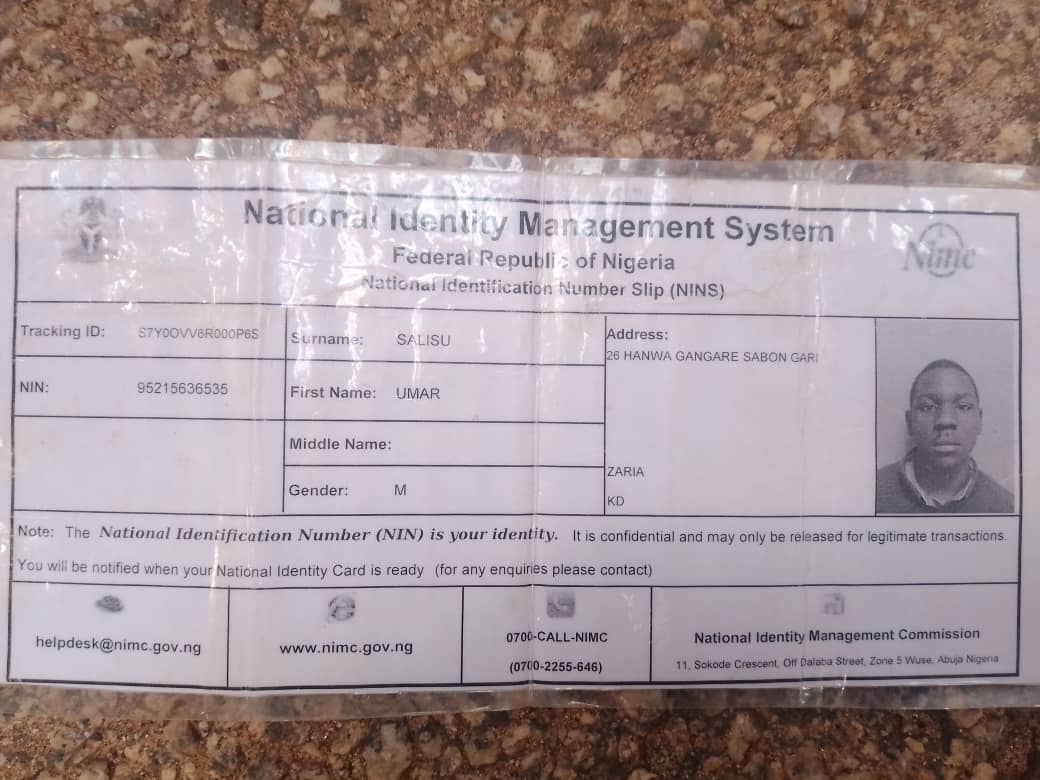 National Identity Management System
Federal Republic of Nigeria
National Identification Number Slip (NINS)
Nimc
Tracking ID: S7Y0OVV6R000P6S
Surname: SALISU
Address:
26 HANWA GANGARE SABON GARI
NIN: 95215636535
First Name: UMAR
Middle Name:
ZARIA
Gender: M
KD
Note: The National Identification Number (NIN) is your identity. It is confidential and may only be released for legitimate transactions.
You will be notified when your National Identity Card is ready (for any enquiries please contact)
helpdesk@nimc.gov.ng
www.nimc.gov.ng
0700-CALL-NIMC
(0700-2255-646)
National Identity Management Commission
11, Sokode Crescent, Off Dalaba Street, Zone 5 Wuse, Abuja Nigeria